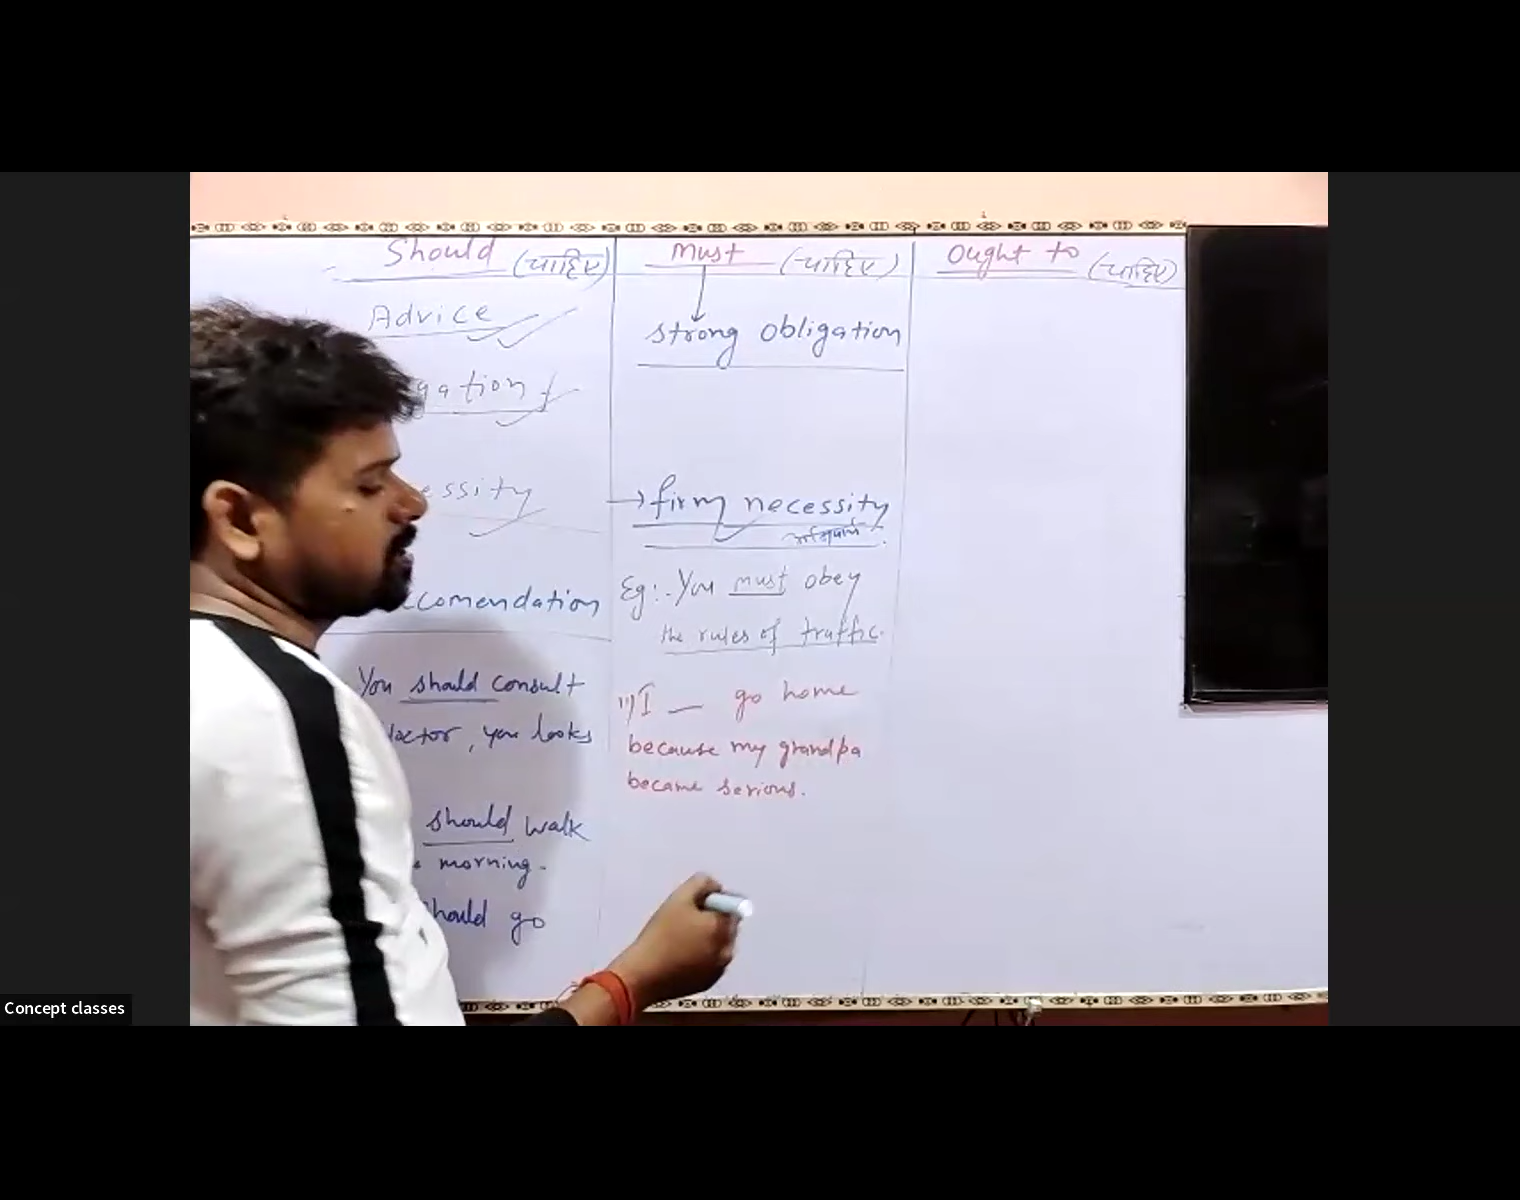 Should (चाहिए)
Advice
gation
essity
comendation
You should consult
doctor, you looks
should walk
morning.
should go
Must (चाहिए)
strong obligation
→ firm necessity
Eg:. You must obey
the rules of traffic.
11) I __ go home
because my grandpa
became serious.
Ought to (चाहिए)
Concept classes